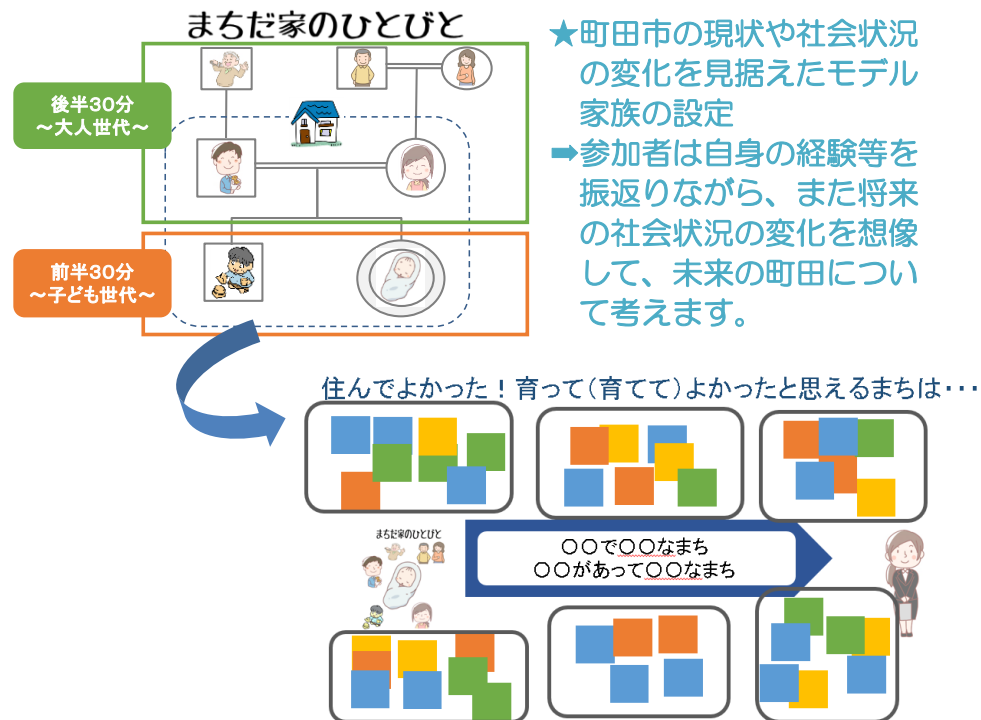 まちだ家のひとびと
後半30分
～大人世代～
前半30分
～子ども世代～
★町田市の現状や社会状況
の変化を見据えたモデル
家族の設定
➡参加者は自身の経験等を
振返りながら、また将来
の社会状況の変化を想像
して、未来の町田につい
て考えます。
住んでよかった！育って（育てて）よかったと思えるまちは・・・
まちだ家のひとびと
〇〇で〇〇なまち
〇〇があって〇〇なまち